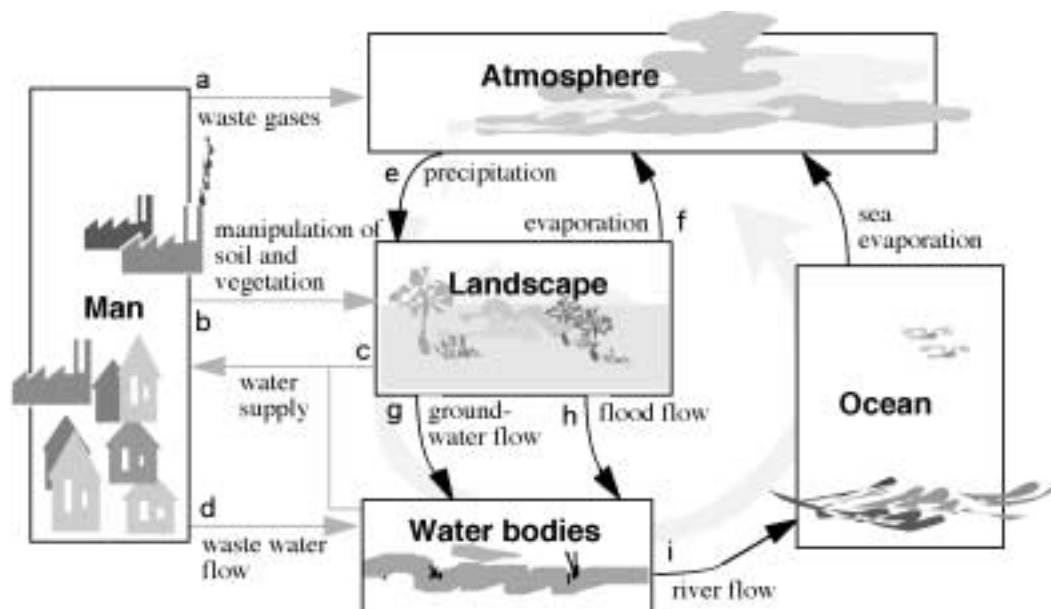 a
waste gases
Atmosphere
e
precipitation
evaporation
f
sea
evaporation
manipulation of
soil and
vegetation
Landscape
Man
b
c
water
supply
g
ground-
water flow
h
flood flow
Ocean
d
waste water
flow
Water bodies
i
river flow